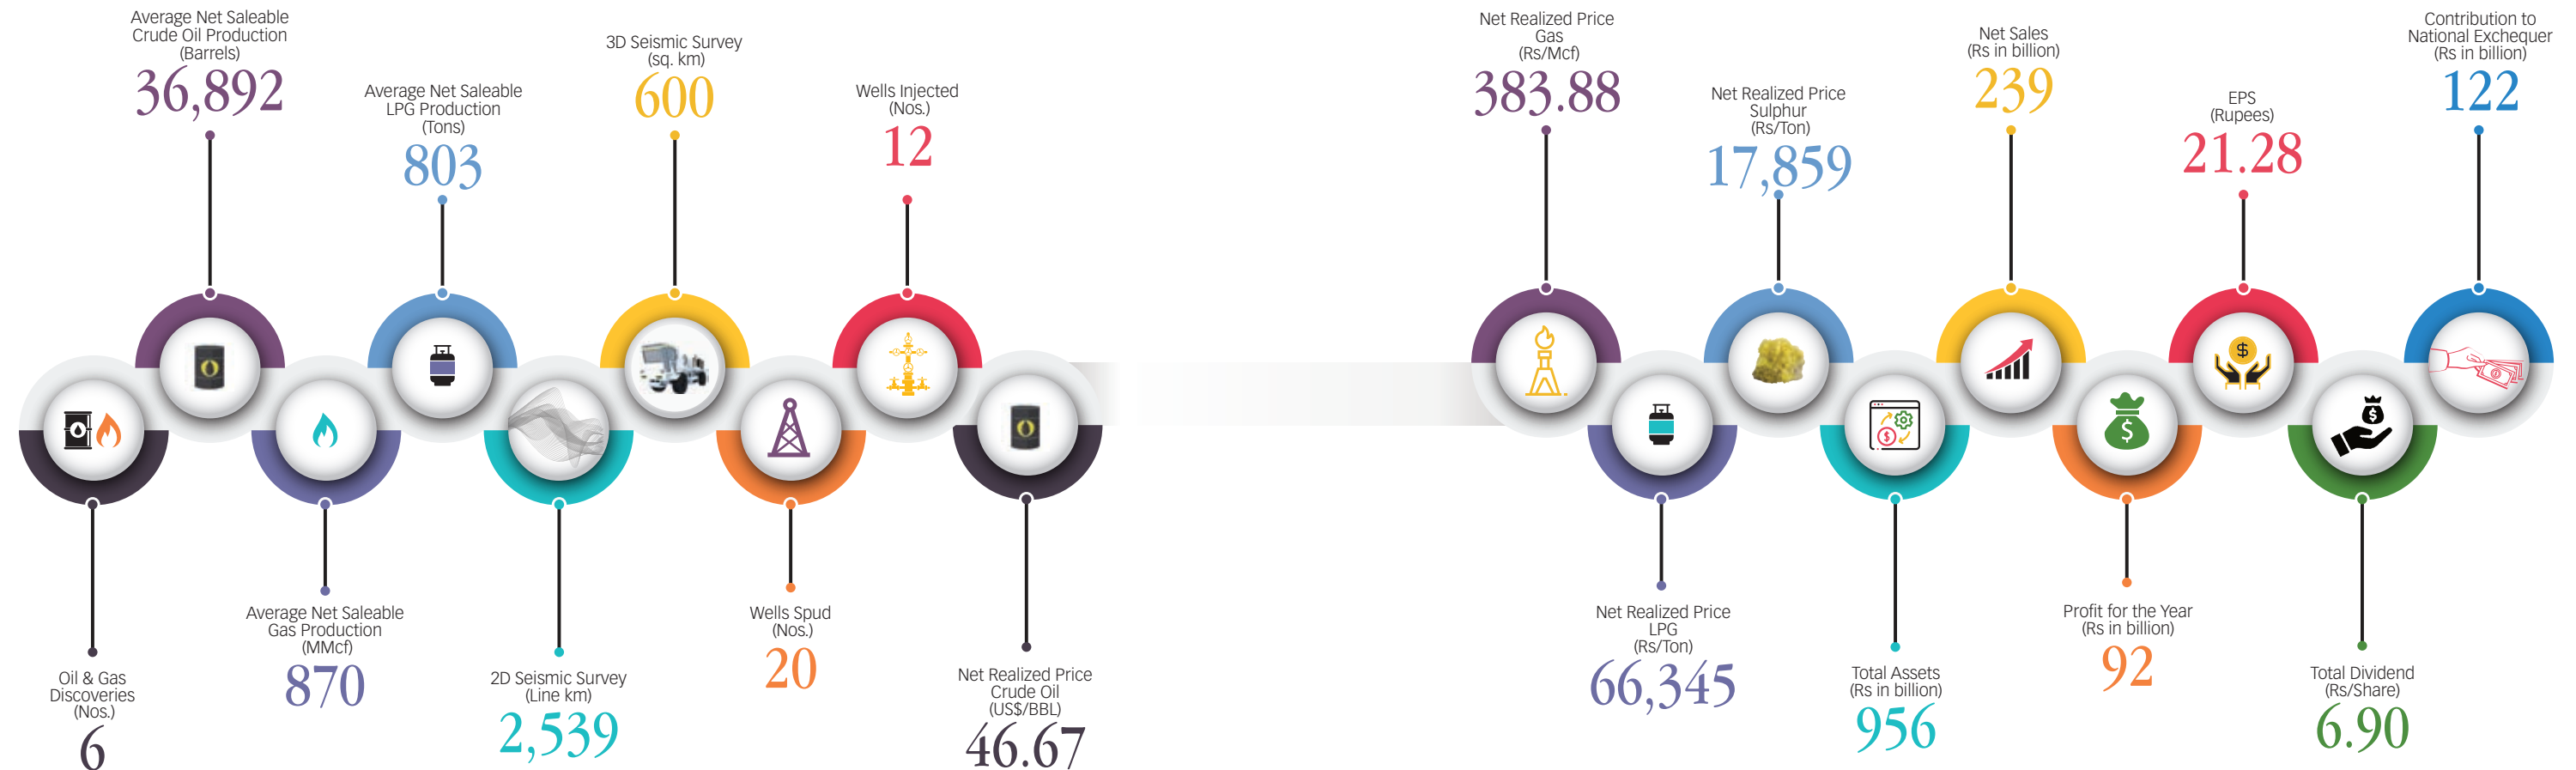 Average Net Saleable
Crude Oil Production
(Barrels)
36,892
Average Net Saleable
LPG Production
(Tons)
803
3D Seismic Survey
(sq. km)
600
Wells Injected
(Nos.)
12
Oil & Gas
Discoveries
(Nos.)
6
Average Net Saleable
Gas Production
(MMcf)
870
2D Seismic Survey
(Line km)
2,539
Wells Spud
(Nos.)
20
Net Realized Price
Crude Oil
(US$/BBL)
46.67
Net Realized Price
Gas
(Rs/Mcf)
383.88
Net Realized Price
Sulphur
(Rs/Ton)
17,859
Net Sales
(Rs in billion)
239
EPS
(Rupees)
21.28
Contribution to
National Exchequer
(Rs in billion)
122
Net Realized Price
LPG
(Rs/Ton)
66,345
Total Assets
(Rs in billion)
956
Profit for the Year
(Rs in billion)
92
Total Dividend
(Rs/Share)
6.90